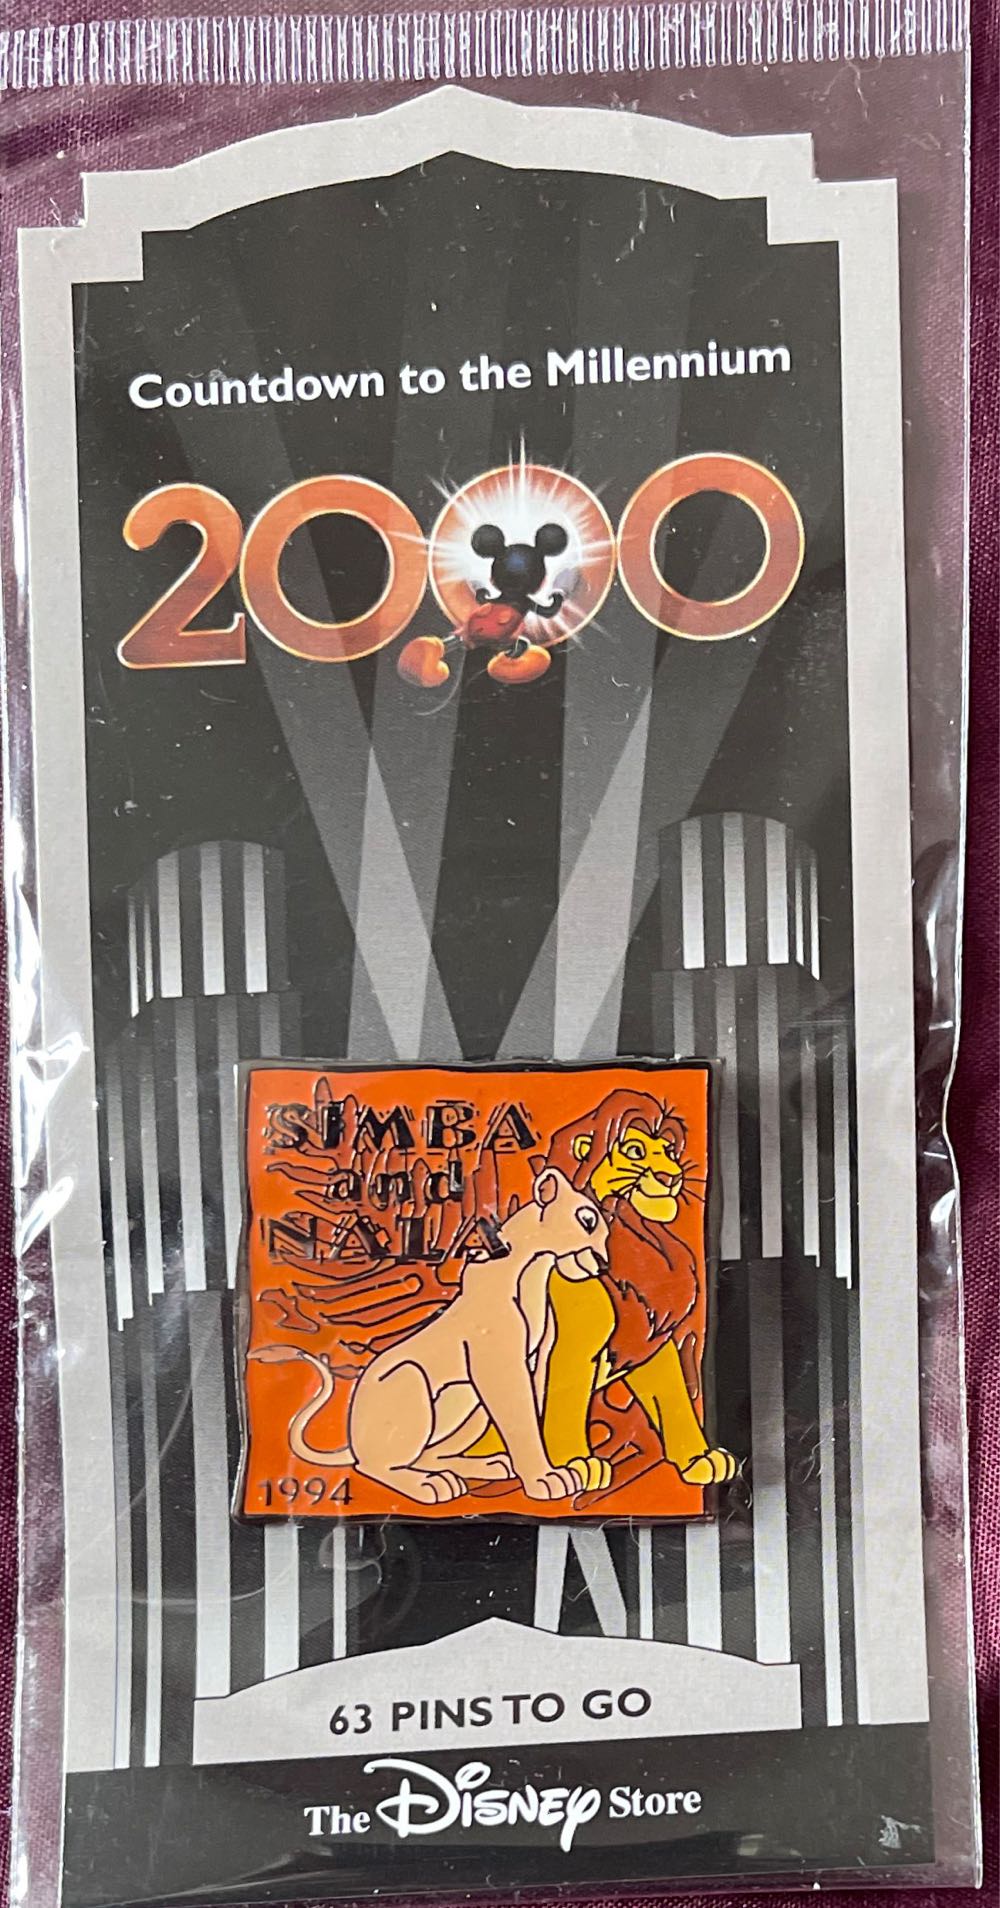 Countdown to the Millennium
2000
SIMBA
and
NALA
1994
63 PINS TO GO
The Disney Store